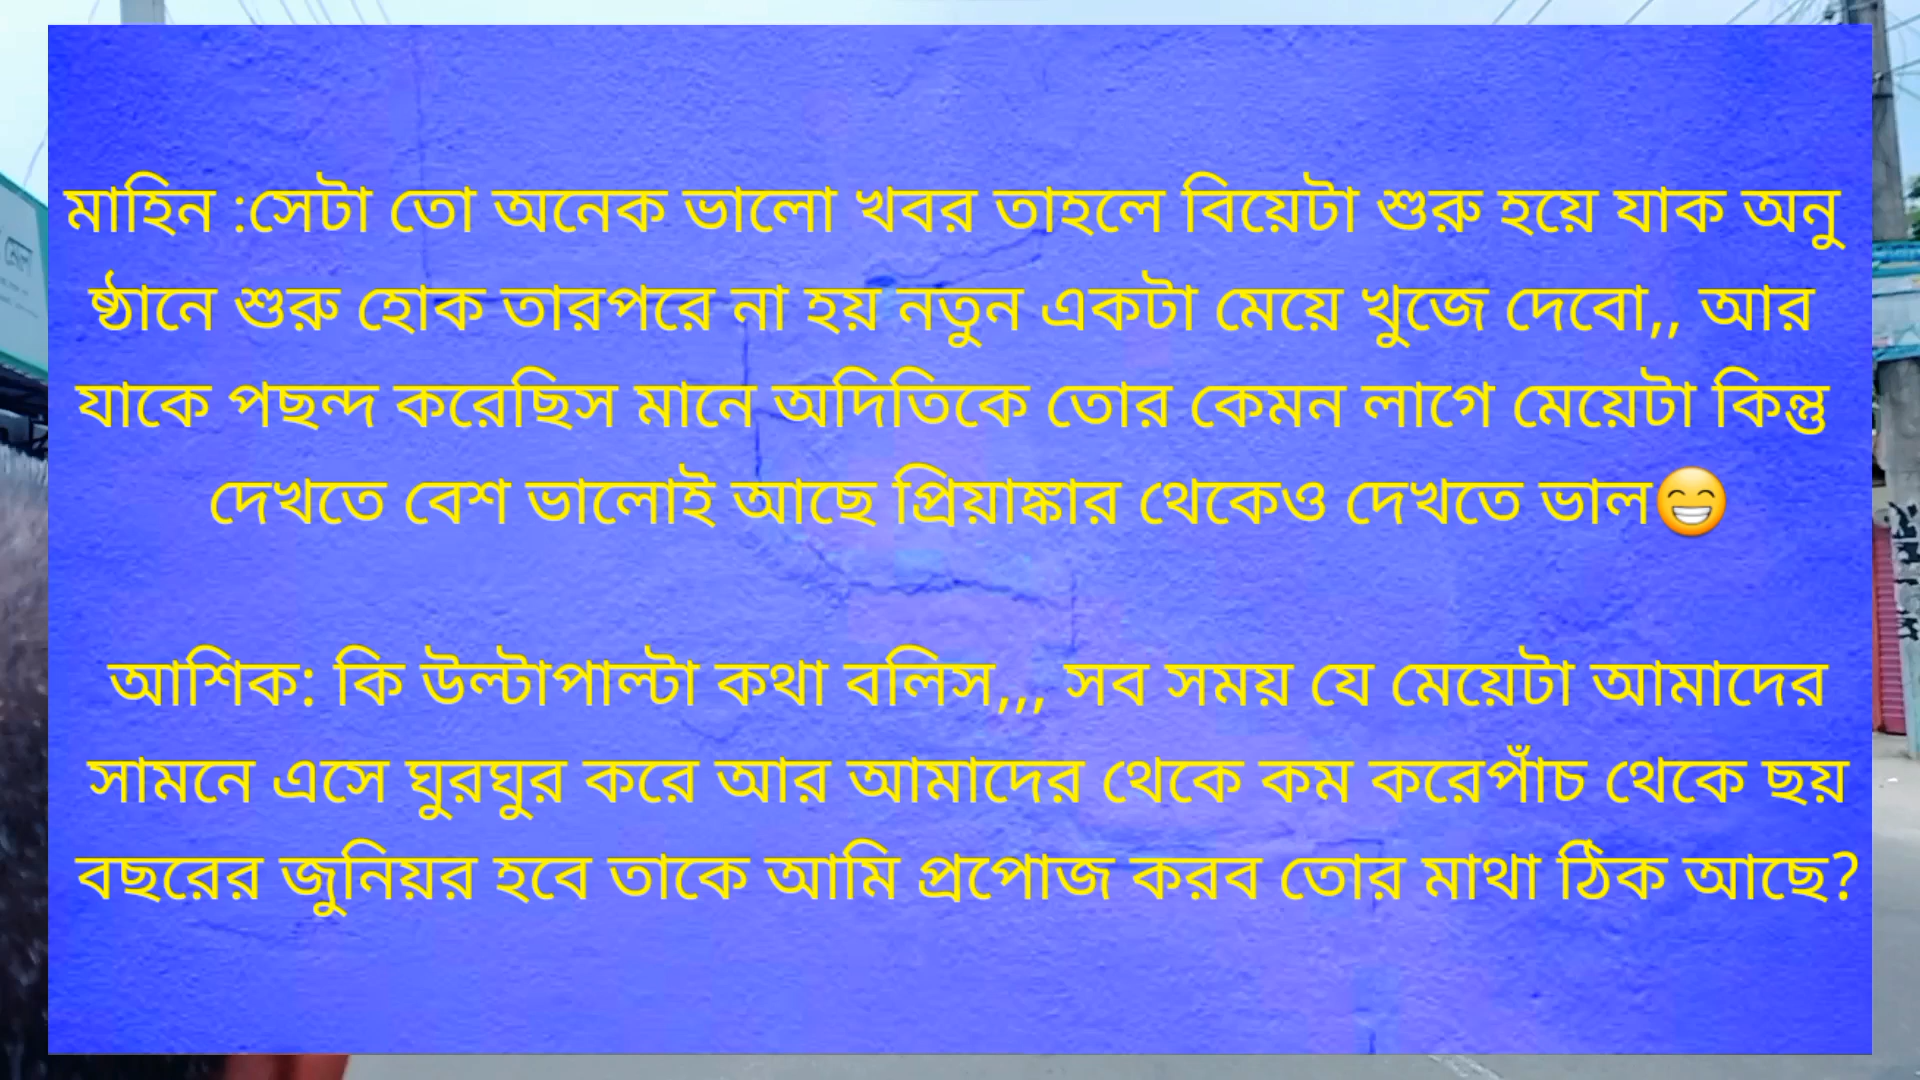 মাহিন :সেটা তো অনেক ভালো খবর তাহলে বিয়েটা শুরু হয়ে যাক অনু
ষ্ঠানে শুরু হোক তারপরে না হয় নতুন একটা মেয়ে খুজে দেবো,, আর
যাকে পছন্দ করেছিস মানে অদিতিকে তোর কেমন লাগে মেয়েটা কিন্তু
দেখতে বেশ ভালোই আছে প্রিয়াঙ্কার থেকেও দেখতে ভাল😁
আশিক: কি উল্টাপাল্টা কথা বলিস,,, সব সময় যে মেয়েটা আমাদের
সামনে এসে ঘুরঘুর করে আর আমাদের থেকে কম করেপাঁচ থেকে ছয়
বছরের জুনিয়র হবে তাকে আমি প্রপোজ করব তোর মাথা ঠিক আছে?